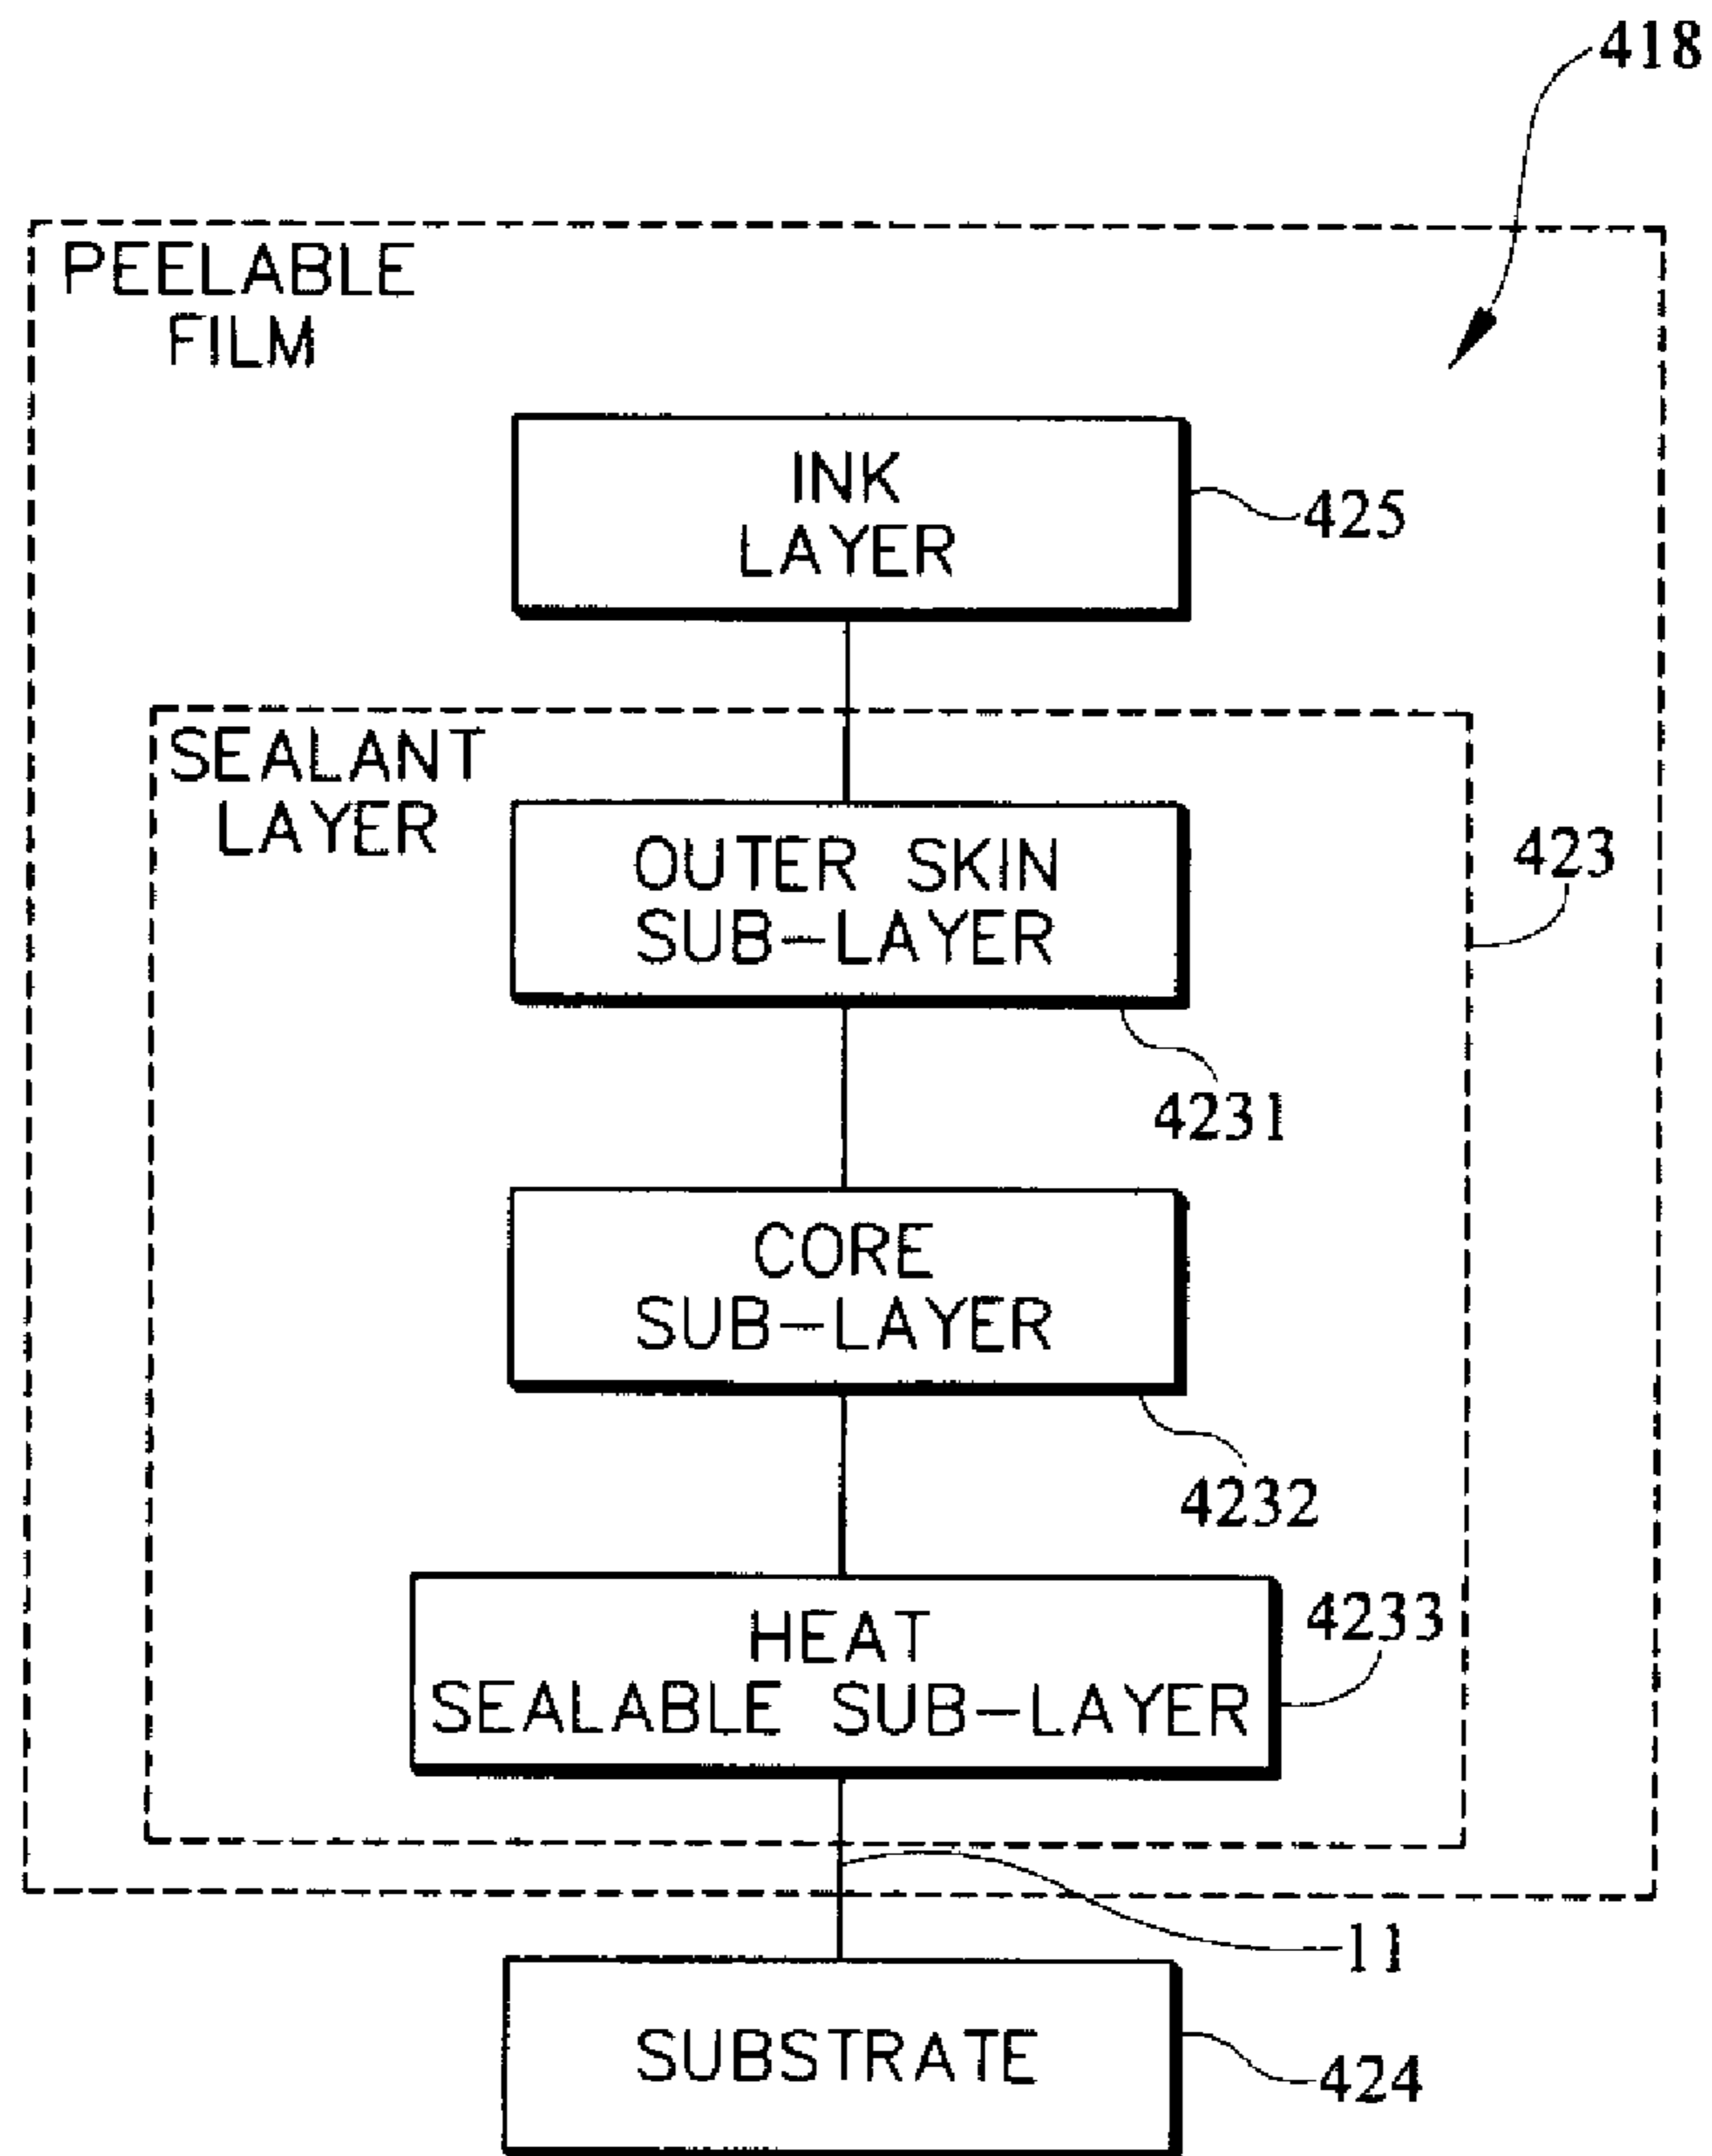 418
PEELABLE
FILM
INK
LAYER
425
SEALANT
LAYER
OUTER SKIN
SUB-LAYER
423
4231
CORE
SUB-LAYER
4232
HEAT
SEALABLE SUB-LAYER
4233
11
SUBSTRATE
424